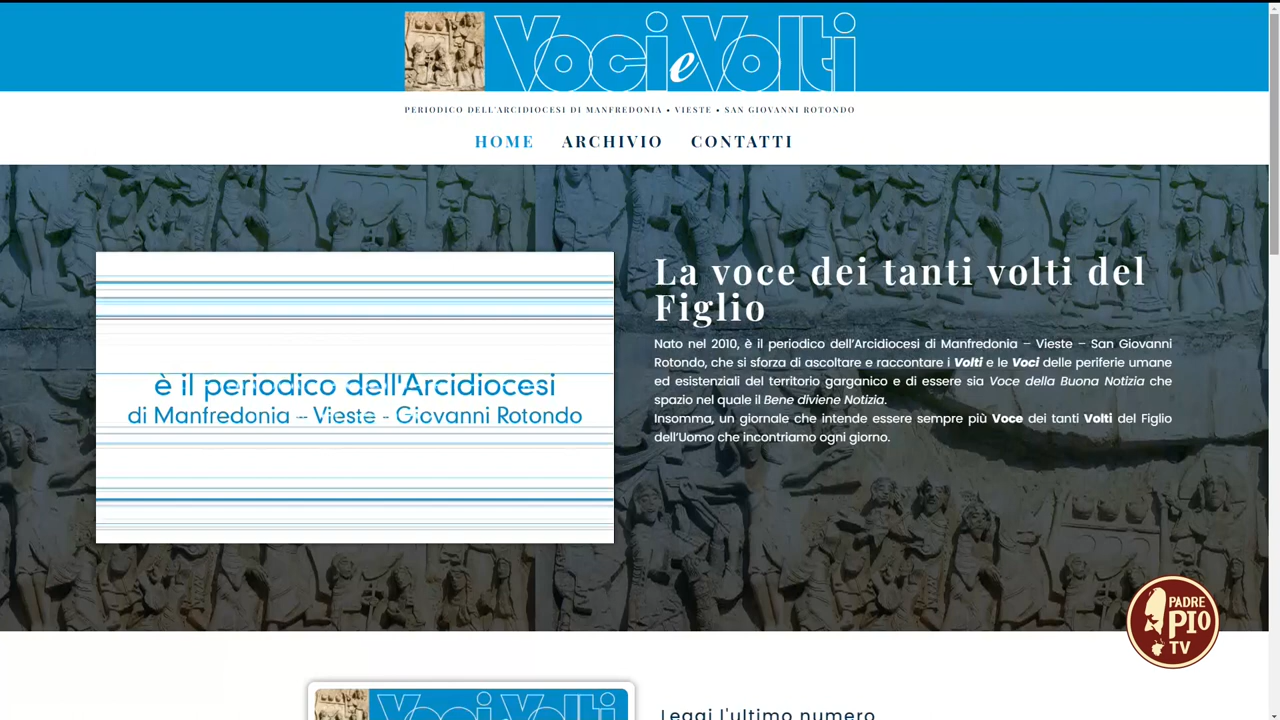 Voci e Volti
PERIODICO DELL'ARCIDIOCESI DI MANFREDONIA • VIESTE • SAN GIOVANNI ROTONDO
HOME ARCHIVIO CONTATTI
è il periodico dell'Arcidiocesi
di Manfredonia – Vieste - Giovanni Rotondo
La voce dei tanti volti del
Figlio
Nato nel 2010, è il periodico dell'Arcidiocesi di Manfredonia – Vieste – San Giovanni
Rotondo, che si sforza di ascoltare e raccontare i Volti e le Voci delle periferie umane
ed esistenziali del territorio garganico e di essere sia Voce della Buona Notizia che
spazio nel quale il Bene diviene Notizia.
Insomma, un giornale che intende essere sempre più Voce dei tanti Volti del Figlio
dell'Uomo che incontriamo ogni giorno.
PADRE
PIO
TV
Voci e Volti
Leggi l'ultimo numero